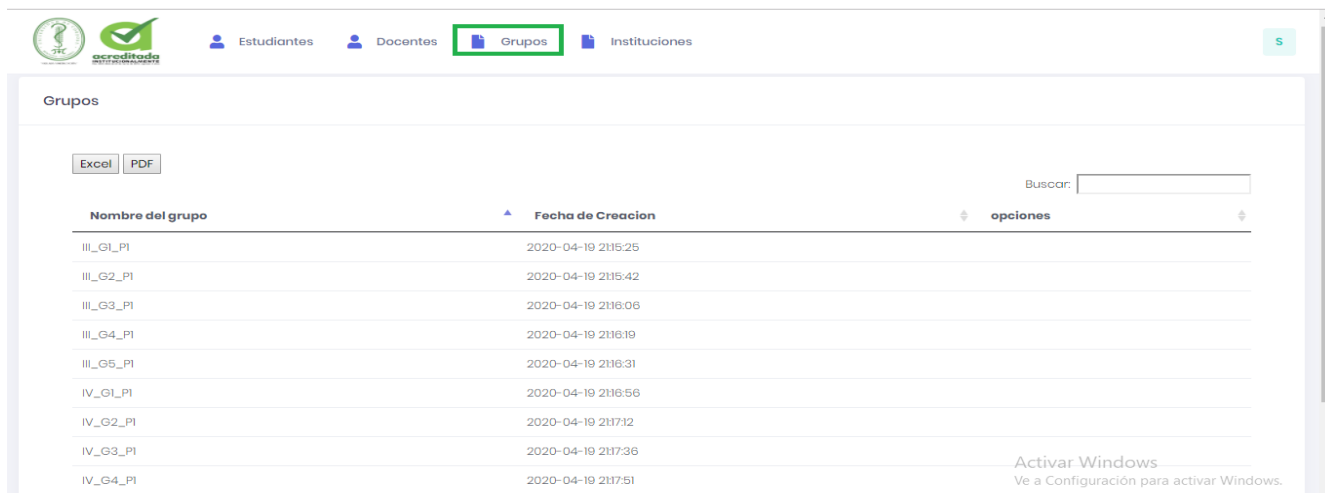 acreditada
INSTITUCIONALMENTE
Estudiantes Docentes Grupos Instituciones S
Grupos
Excel PDF
Buscar:
Nombre del grupo Fecha de Creacion opciones
III_G1_P1 2020-04-19 21:15:25
III_G2_P1 2020-04-19 21:15:42
III_G3_P1 2020-04-19 21:16:06
III_G4_P1 2020-04-19 21:16:19
III_G5_P1 2020-04-19 21:16:31
IV_G1_P1 2020-04-19 21:16:56
IV_G2_P1 2020-04-19 21:17:12
IV_G3_P1 2020-04-19 21:17:36
IV_G4_P1 2020-04-19 21:17:51
Activar Windows
Ve a Configuración para activar Windows.